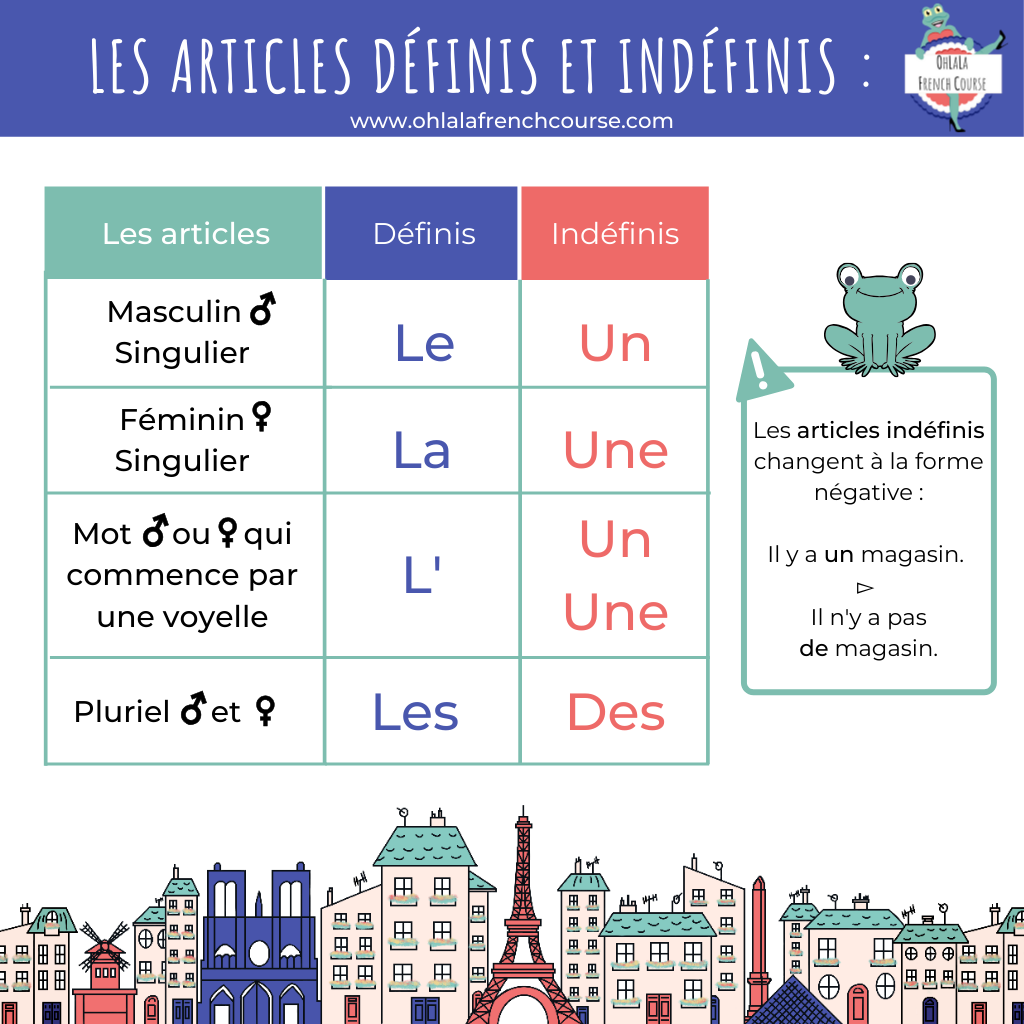 LES ARTICLES DÉFINIS ET INDÉFINIS :
www.ohlalafrenchcourse.com
OHLALA
FRENCH COURSE
Les articles
Définis
Indéfinis
Masculin ♂
Singulier
Le
Un
Féminin ♀
Singulier
La
Une
Mot ♂ ou ♀ qui
commence par
une voyelle
L'
Un
Une
Pluriel ♂ et ♀
Les
Des
Les articles indéfinis
changent à la forme
négative :
Il y a un magasin.
▻
Il n'y a pas
de magasin.